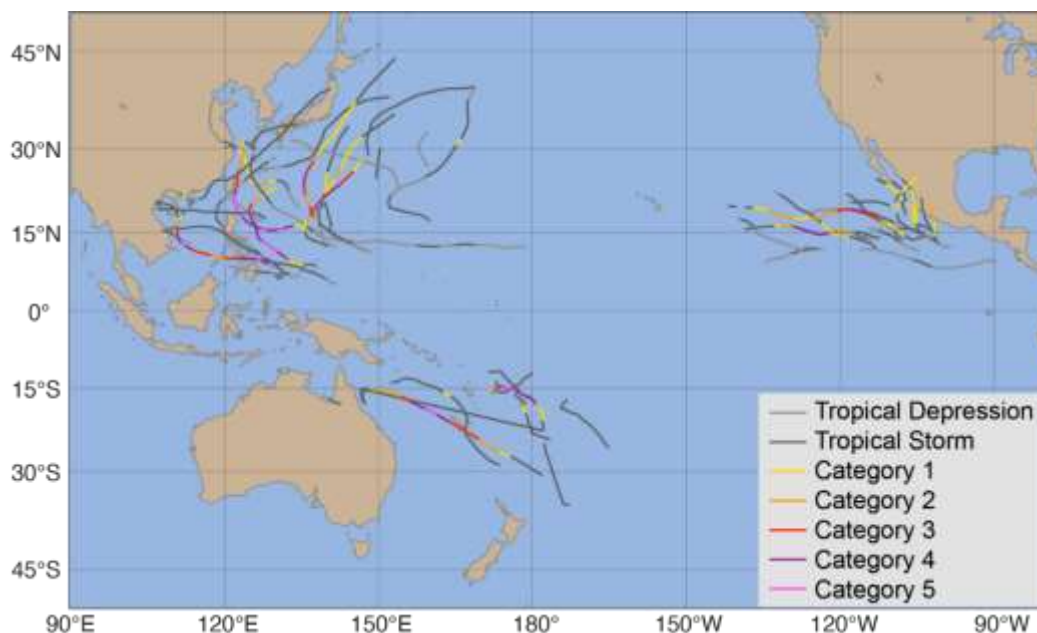 45°N
30°N
15°N
0°
15°S
30°S
45°S
Tropical Depression
Tropical Storm
Category 1
Category 2
Category 3
Category 4
Category 5
90°E 120°E 150°E 180° 150°W 120°W 90°W